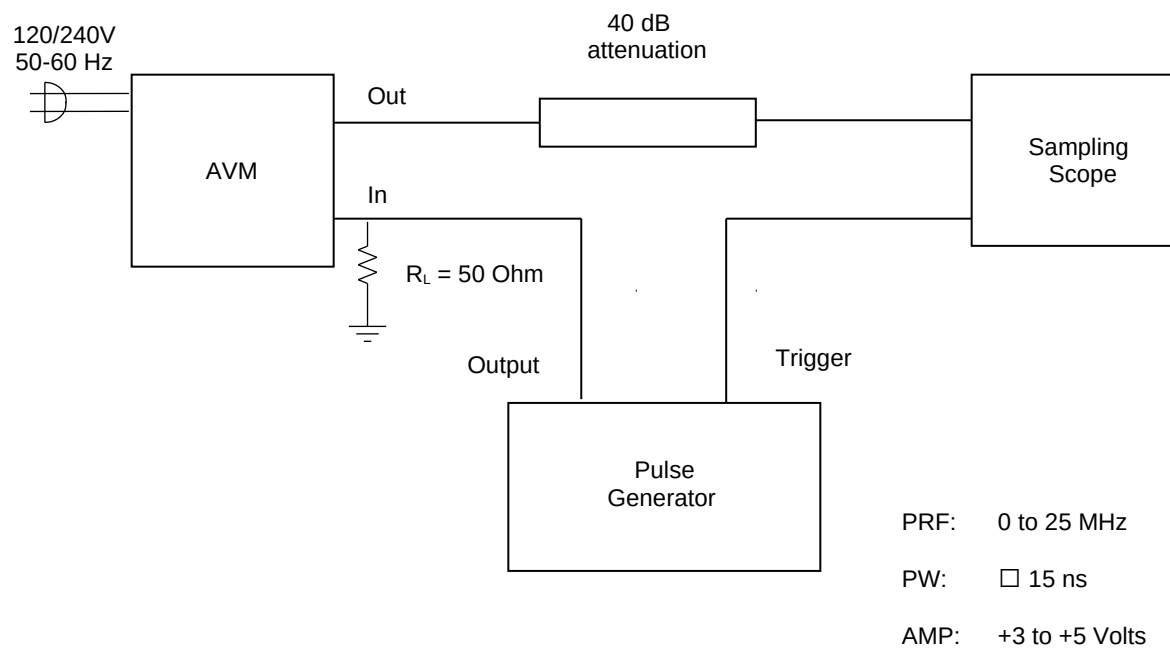 120/240V
50-60 Hz
40 dB
attenuation
Out
AVM
Sampling
Scope
In
RL = 50 Ohm
Output
Trigger
Pulse
Generator
PRF: 0 to 25 MHz
PW: □ 15 ns
AMP: +3 to +5 Volts